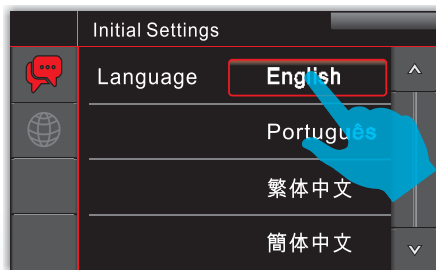 Initial Settings
Language English
Português
繁体中文
簡体中文